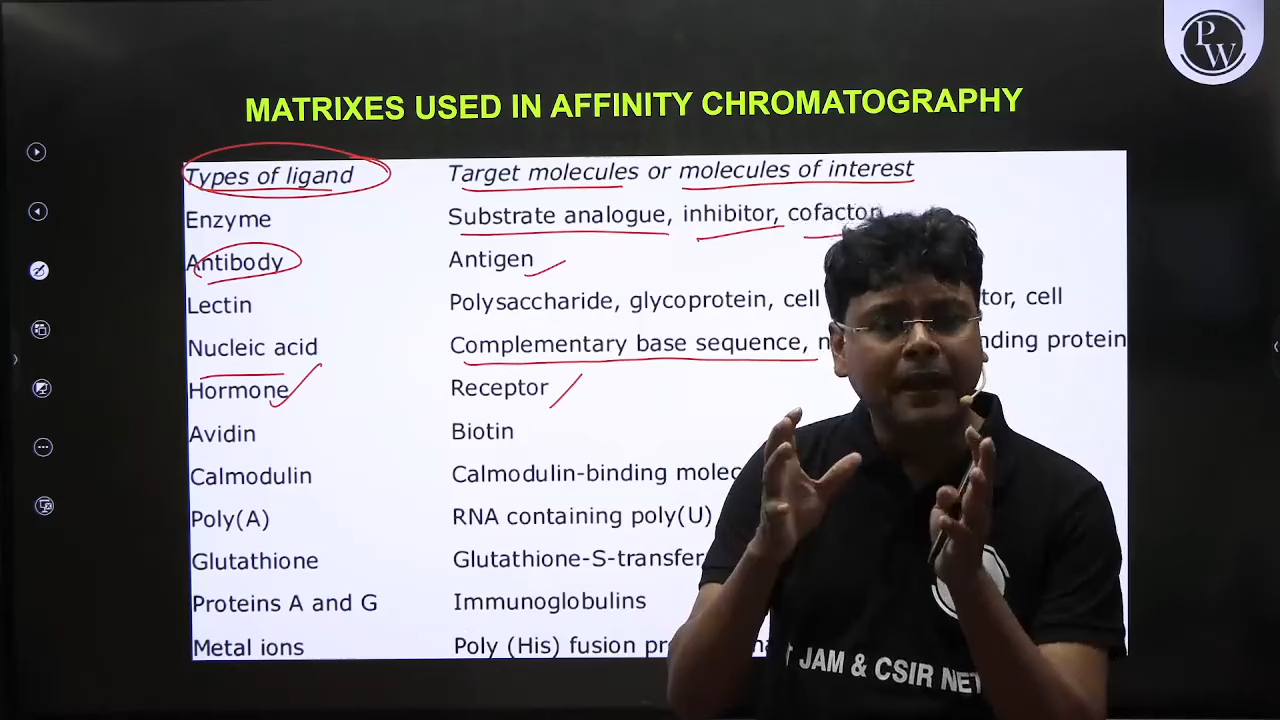 PW
MATRIXES USED IN AFFINITY CHROMATOGRAPHY
Types of ligand Target molecules or molecules of interest
Enzyme Substrate analogue, inhibitor, cofactor
Antibody Antigen
Lectin Polysaccharide, glycoprotein, cell cell
Nucleic acid Complementary base sequence, protein
Hormone Receptor
Avidin Biotin
Calmodulin Calmodulin-binding
Poly(A) RNA containing poly(U)
Glutathione
Proteins A and G Immunoglobulins
Metal ions Poly (His) fusion
JAM & CSIR NET